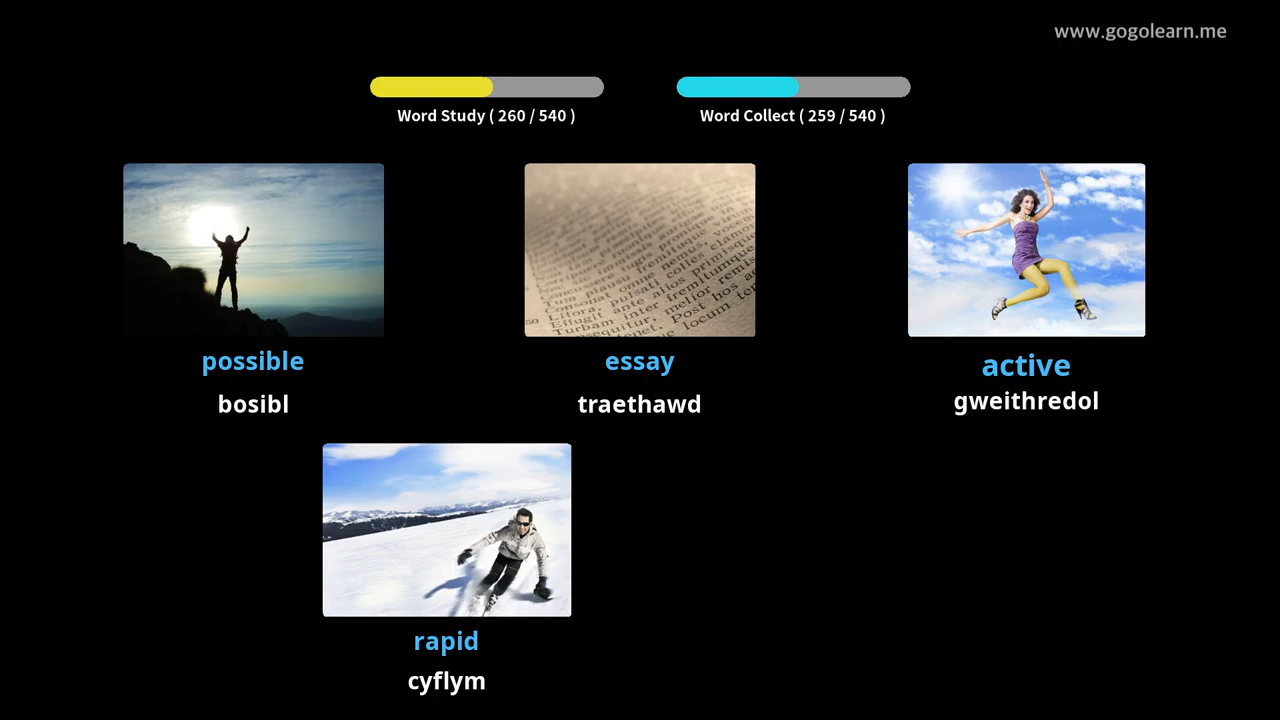 www.gogolearn.me
Word Study ( 260 / 540 )
Word Collect ( 259 / 540 )
possible
essay
active
bosibl
traethawd
gweithredol
rapid
cyflym